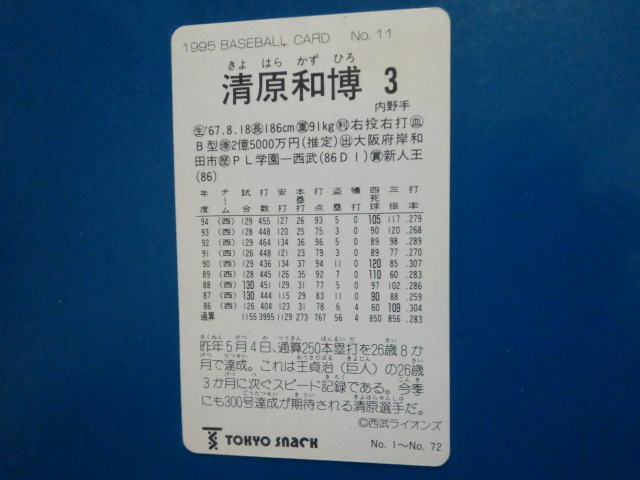 1995 BASEBALL CARD No. 11
きよ はら かず ひろ
清原和博 3
内野手
生'67.8.18長186cm重91kg利右投右打血
B型年2億5000万円(推定)出大阪府岸和
田市歴PL学園―西武(86D1)賞新人王
(86)
年度 チーム 試合 打数 安打 本塁打 打点 盗塁 犠打 四死球 三振 打率
94 (西) 129 455 127 26 93 5 0 105 117 .279
93 (西) 128 448 120 25 75 3 0 90 120 .268
92 (西) 129 464 134 36 96 5 0 89 98 .289
91 (西) 126 448 121 23 79 3 0 89 77 .270
90 (西) 129 436 134 37 94 11 0 120 85 .307
89 (西) 128 445 126 35 92 7 0 110 60 .283
88 (西) 130 451 129 31 77 5 0 97 102 .286
87 (西) 130 444 115 29 83 11 0 90 88 .259
86 (西) 126 404 123 31 78 6 4 60 109 .304
通算 1155 3995 1129 273 767 56 4 850 856 .283
昨年5月4日、通算250本塁打を26歳8か
月で達成。これは王貞治(巨人)の26歳
3か月に次ぐスピード記録である。今季
にも300号達成が期待される清原選手だ。
©西武ライオンズ
TOKYO SNACK No. 1〜No. 72